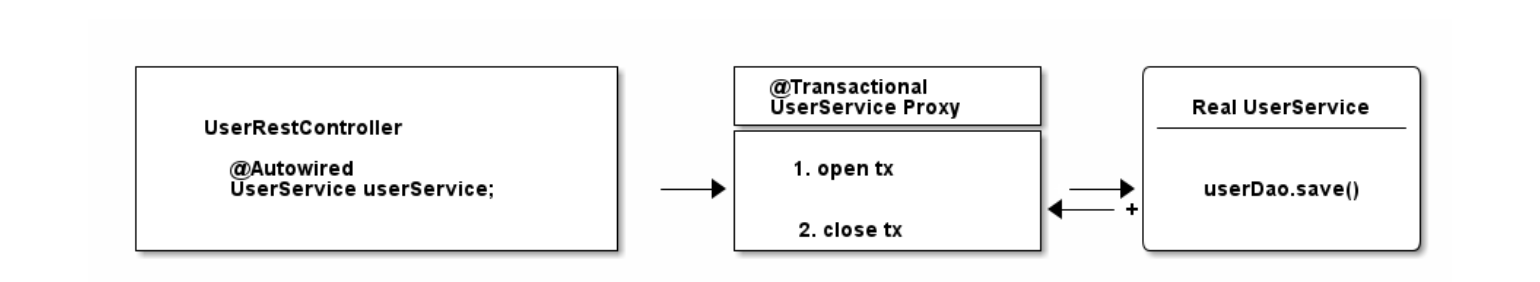 UserRestController
@Autowired
UserService userService;
@Transactional
UserService Proxy
1. open tx
2. close tx
+
Real UserService
userDao.save()